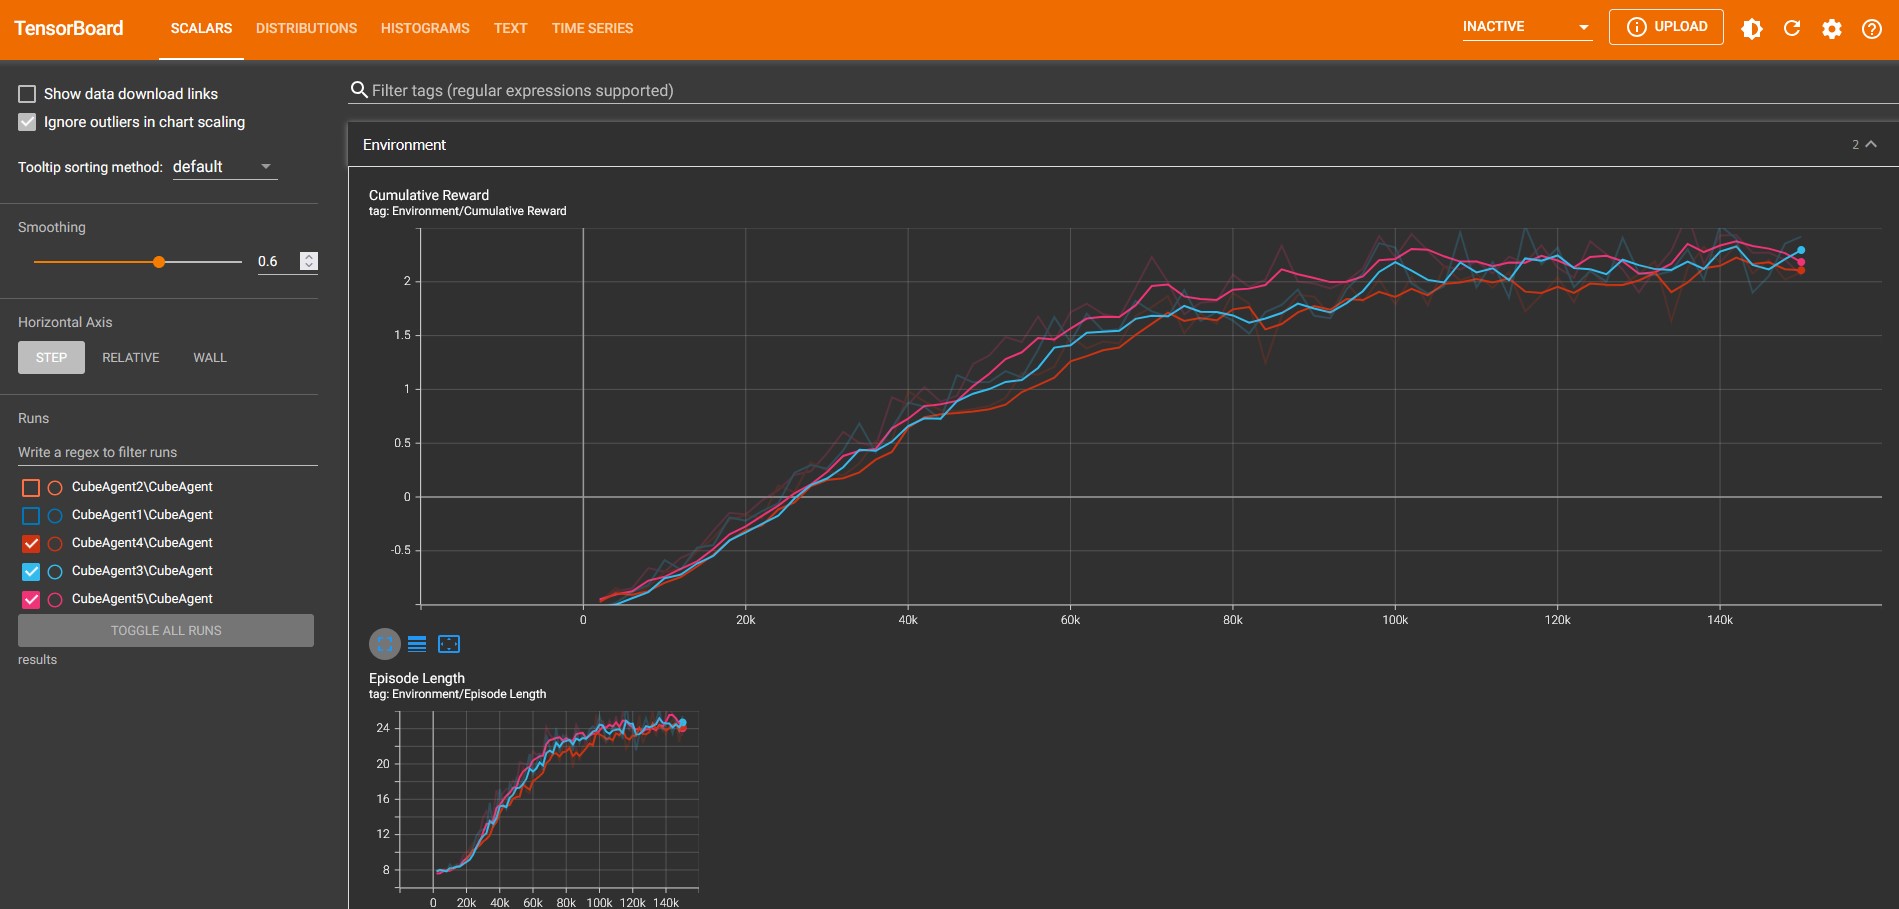 TensorBoard SCALARS DISTRIBUTIONS HISTOGRAMS TEXT TIME SERIES INACTIVE UPLOAD
Show data download links
Ignore outliers in chart scaling
Tooltip sorting method: default
Smoothing
0.6
Horizontal Axis
STEP RELATIVE WALL
Runs
Write a regex to filter runs
CubeAgent2\CubeAgent
CubeAgent1\CubeAgent
CubeAgent4\CubeAgent
CubeAgent3\CubeAgent
CubeAgent5\CubeAgent
TOGGLE ALL RUNS
results
Filter tags (regular expressions supported)
Environment 2
Cumulative Reward
tag: Environment/Cumulative Reward
2
1.5
1
0.5
0
-0.5
0 20k 40k 60k 80k 100k 120k 140k
Episode Length
tag: Environment/Episode Length
24
20
16
12
8
0 20k 40k 60k 80k 100k 120k 140k